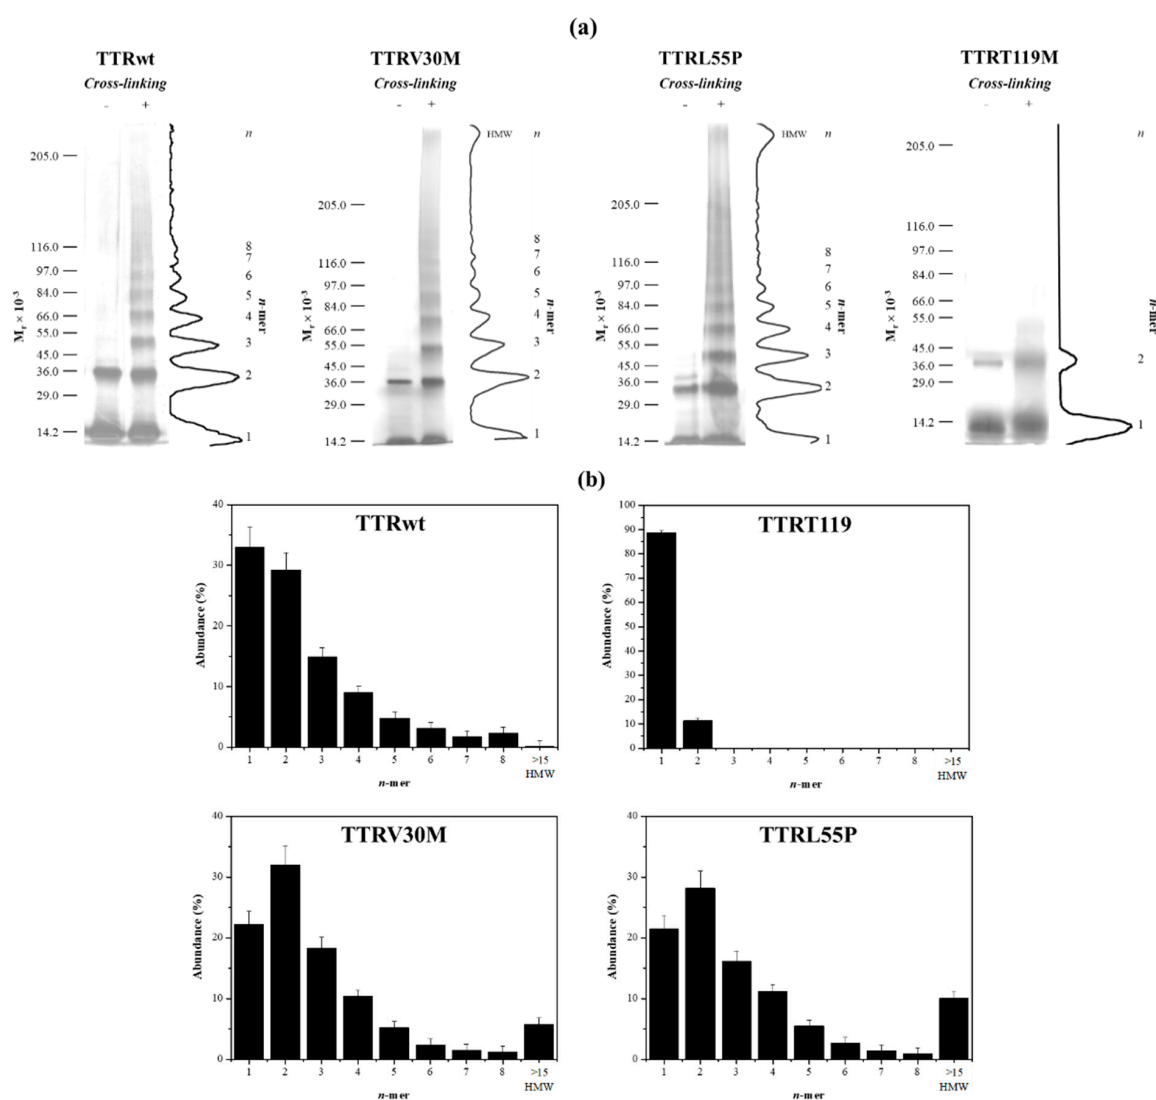 (a)
TTRwt
Cross-linking
- +
n
205.0
116.0
97.0
84.0
66.0
55.0
45.0
36.0
29.0
14.2
Mr × 10-3
8
7
6
5
4
3
2
1
n-mer
TTRV30M
Cross-linking
- +
HMW n
205.0
116.0
97.0
84.0
66.0
55.0
45.0
36.0
29.0
14.2
Mr × 10-3
8
7
6
5
4
3
2
1
n-mer
TTRL55P
Cross-linking
- +
HMW n
205.0
116.0
97.0
84.0
66.0
55.0
45.0
36.0
29.0
14.2
Mr × 10-3
8
7
6
5
4
3
2
1
n-mer
TTRT119M
Cross-linking
- +
n
205.0
116.0
97.0
84.0
66.0
55.0
45.0
36.0
29.0
14.2
Mr × 10-3
2
1
n-mer
(b)
TTRwt
40
30
20
10
0
Abundance (%)
1 2 3 4 5 6 7 8 >15
HMW
n-mer
TTRT119
100
90
80
70
60
50
40
30
20
10
0
Abundance (%)
1 2 3 4 5 6 7 8 >15
HMW
n-mer
TTRV30M
40
30
20
10
0
Abundance (%)
1 2 3 4 5 6 7 8 >15
HMW
n-mer
TTRL55P
40
30
20
10
0
Abundance (%)
1 2 3 4 5 6 7 8 >15
HMW
n-mer